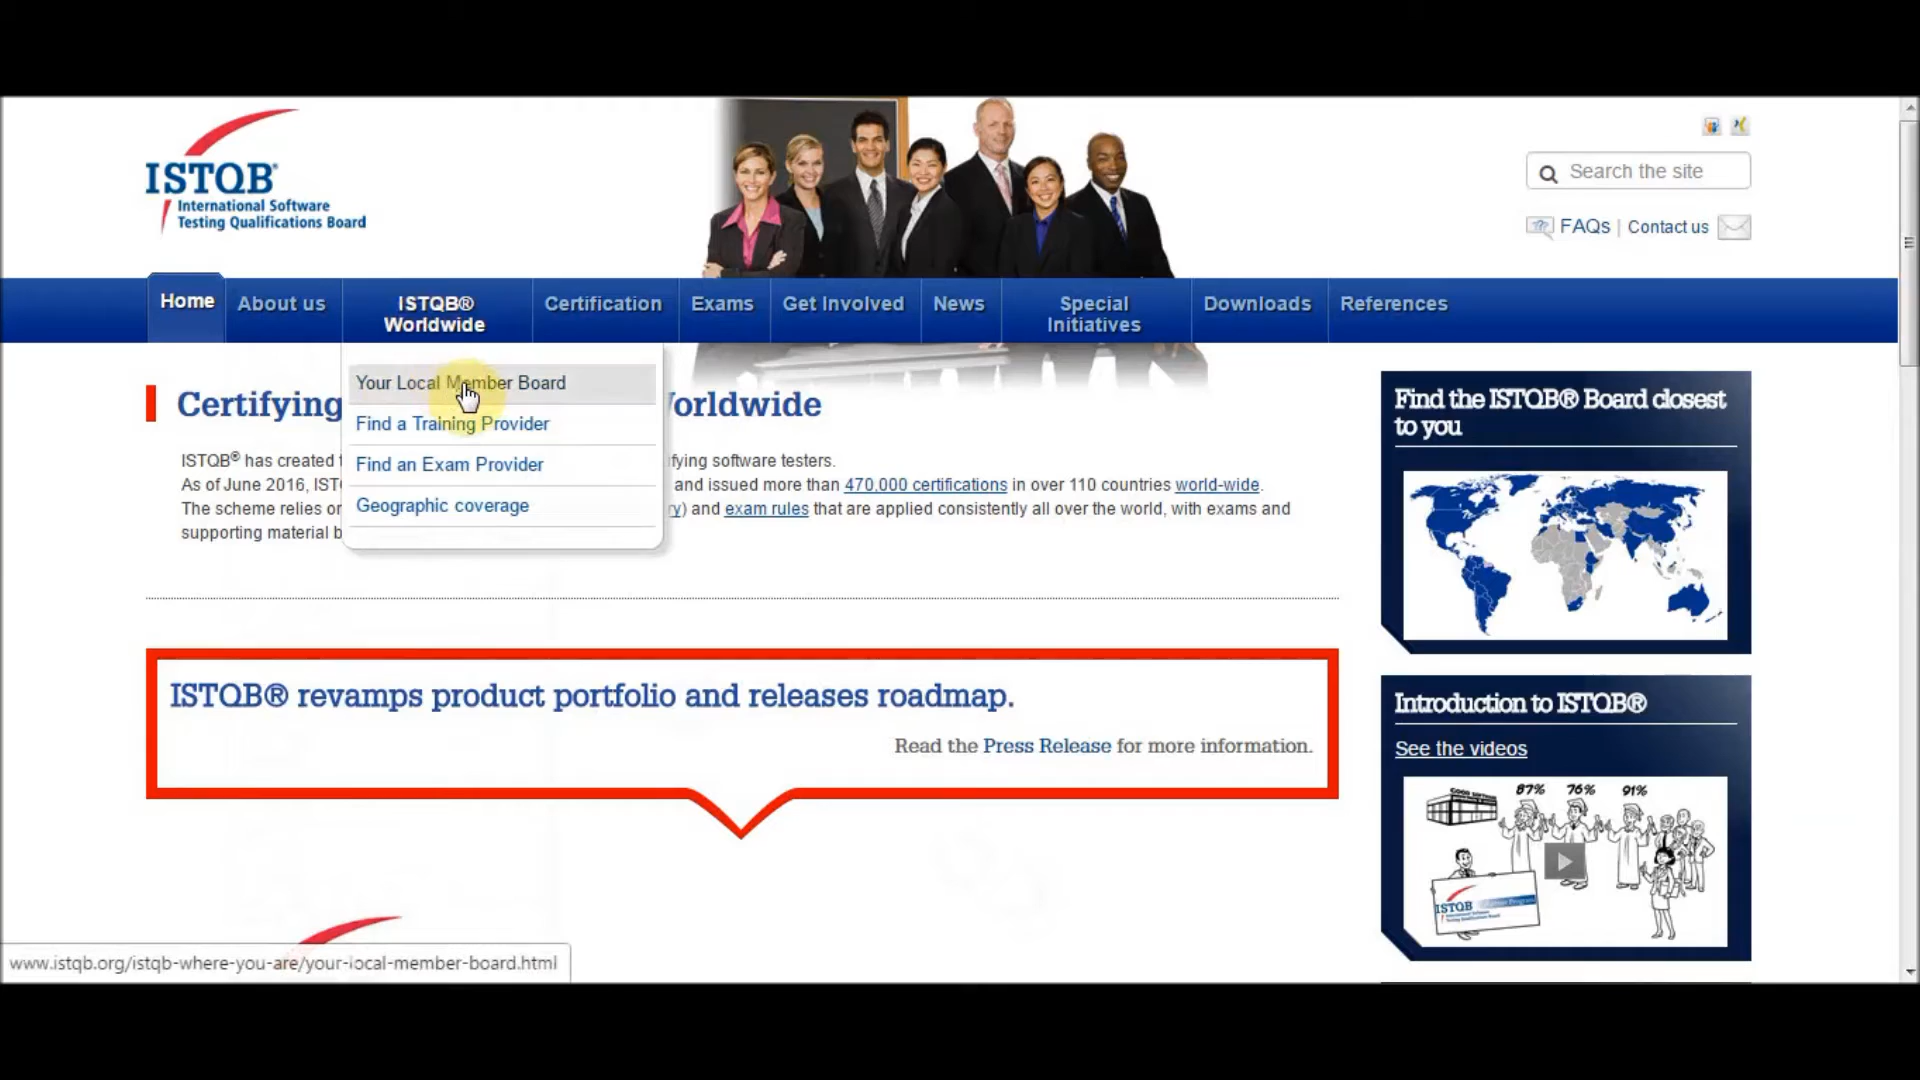 ISTQB®
International Software
Testing Qualifications Board
Search the site
FAQs | Contact us
Home
About us
ISTQB®
Worldwide
Certification
Exams
Get Involved
News
Special
Initiatives
Downloads
References
Your Local Member Board
Find a Training Provider
Find an Exam Provider
Geographic coverage
Certifying orldwide
ISTQB® has created fying software testers.
As of June 2016, IST and issued more than 470,000 certifications in over 110 countries world-wide.
The scheme relies or y) and exam rules that are applied consistently all over the world, with exams and
supporting material b
ISTQB® revamps product portfolio and releases roadmap.
Read the Press Release for more information.
Find the ISTQB® Board closest
to you
Introduction to ISTQB®
See the videos
GOOD SOFTWARE
87% 76% 91%
ISTQB
www.istqb.org/istqb-where-you-are/your-local-member-board.html